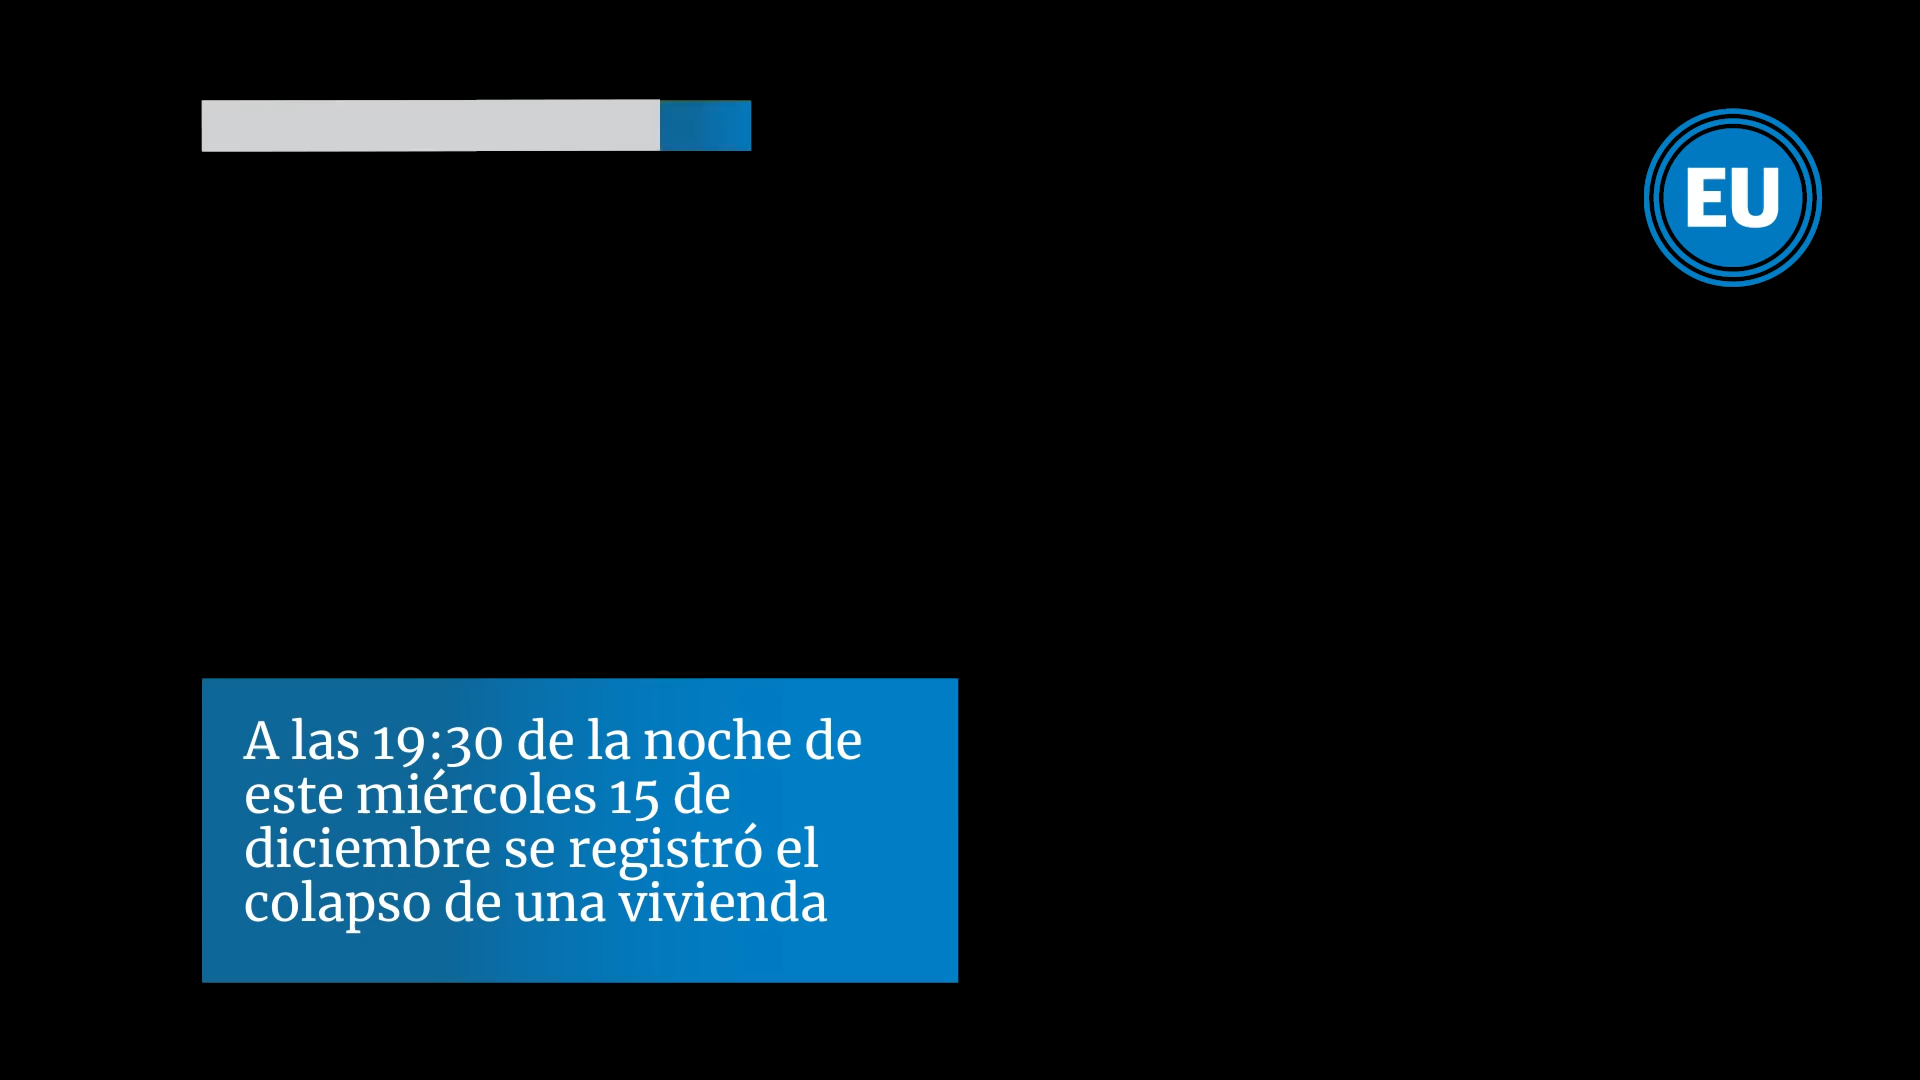 EU
A las 19:30 de la noche de
este miércoles 15 de
diciembre se registró el
colapso de una vivienda